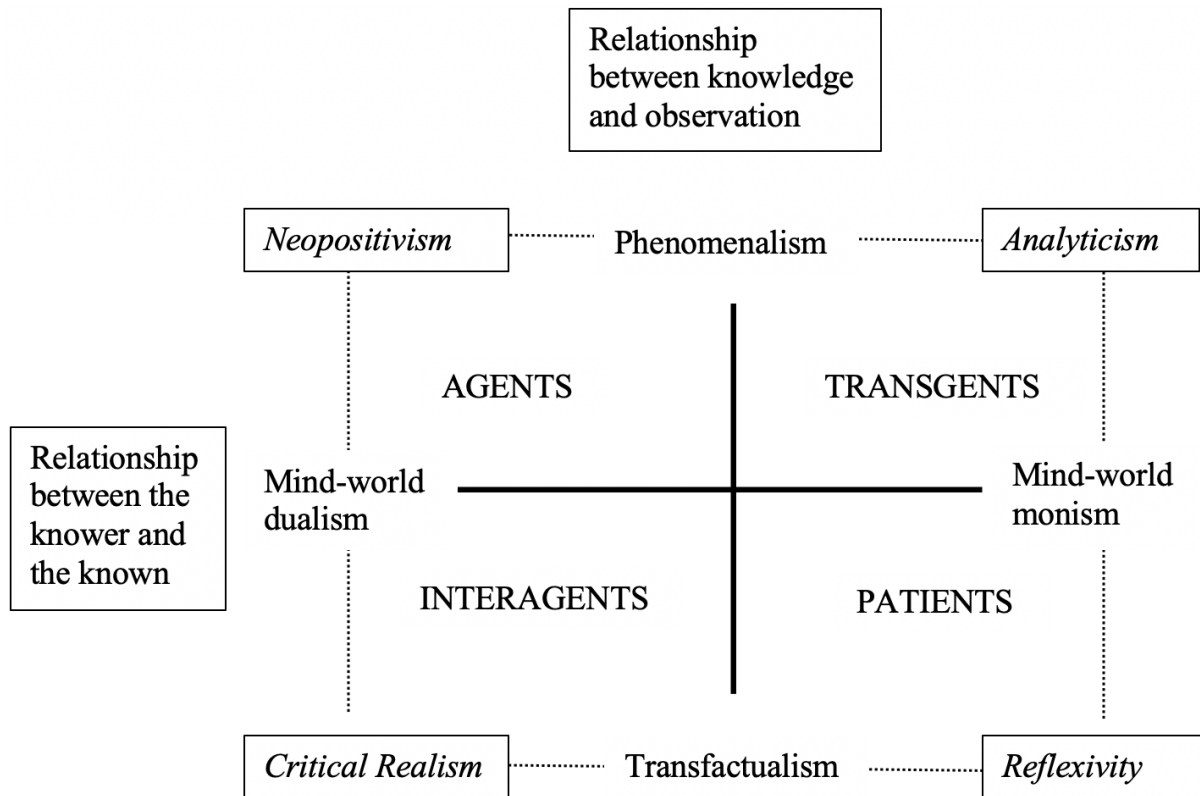 Relationship
between knowledge
and observation
Neopositivism
Phenomenalism
Analyticism
AGENTS
TRANSGENTS
Relationship
between the
knower and
the known
Mind-world
dualism
Mind-world
monism
INTERAGENTS
PATIENTS
Critical Realism
Transfactualism
Reflexivity